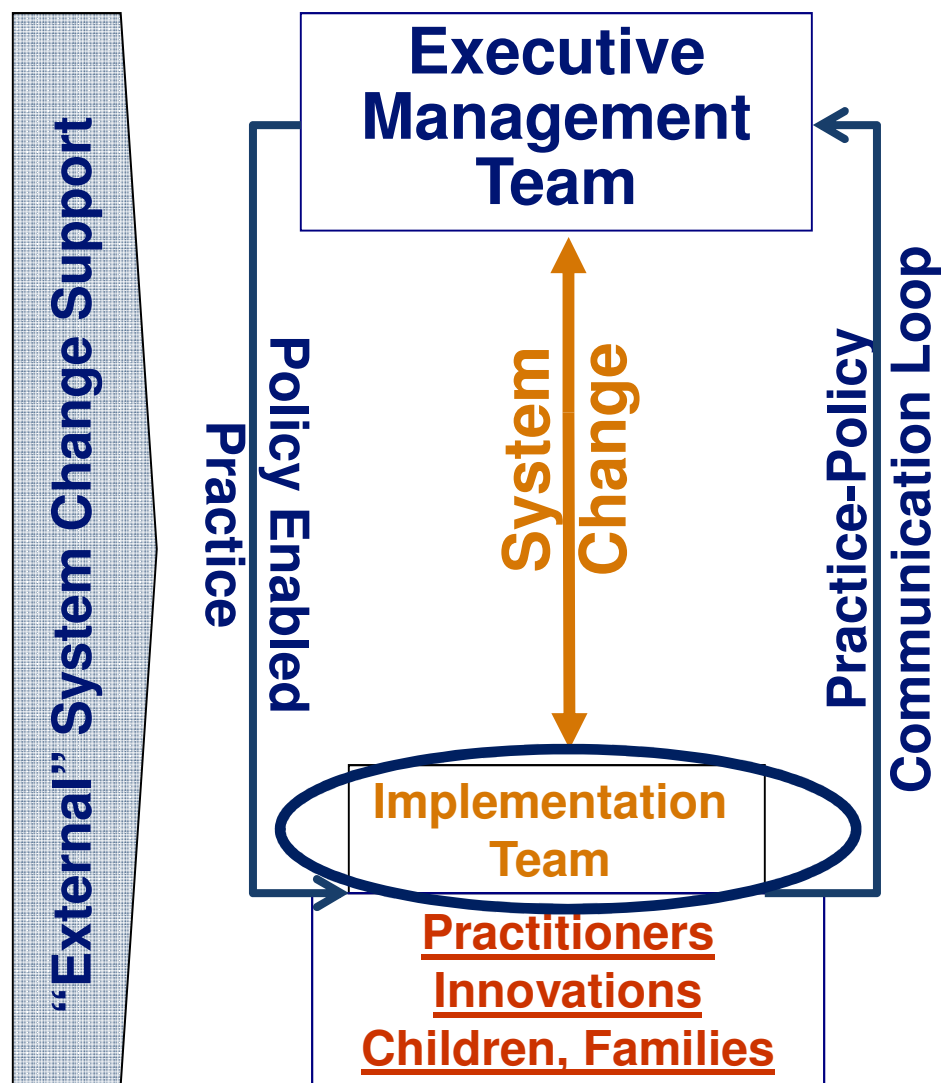 Executive
Management
Team
“External” System Change Support
Policy Enabled
Practice
System
Change
Practice-Policy
Communication Loop
Implementation
Team
Practitioners
Innovations
Children, Families